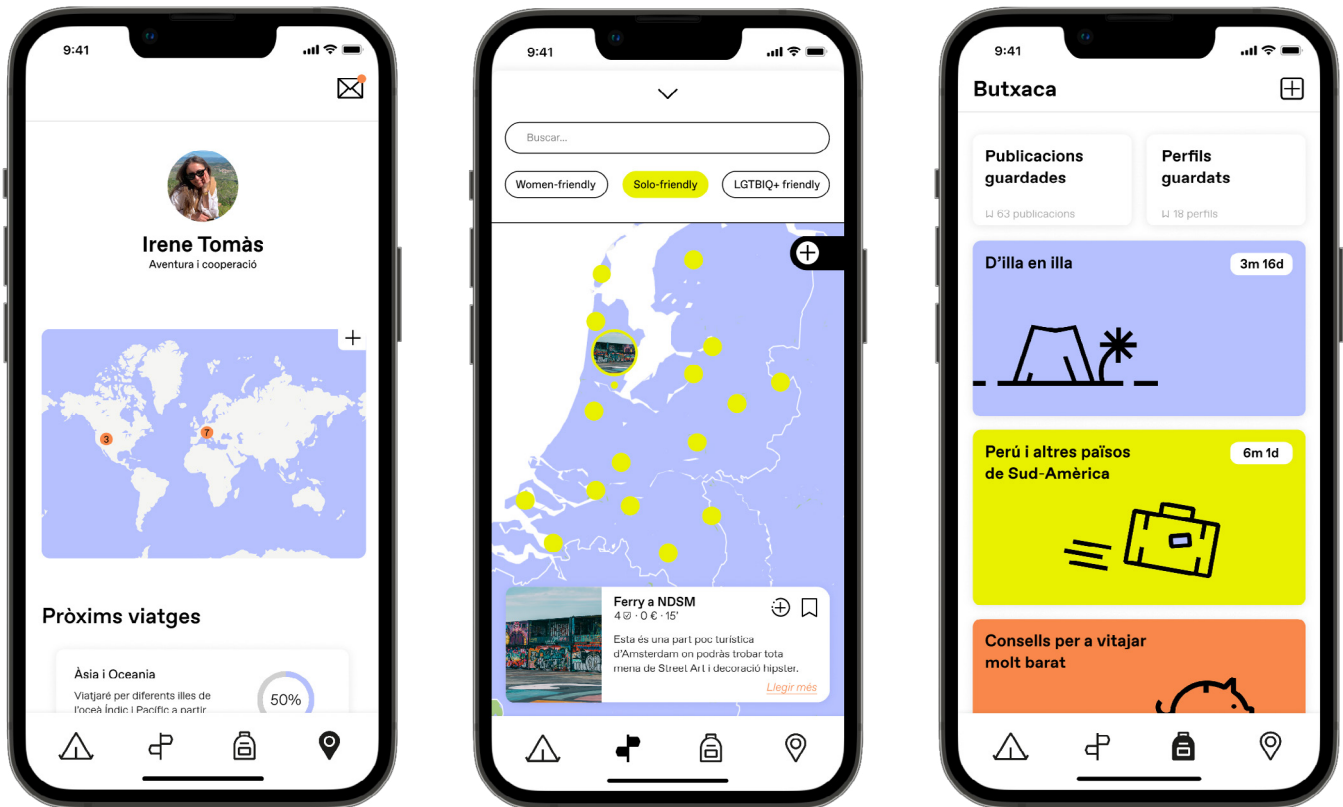 9:41
Irene Tomàs
Aventura i cooperació
3
7
Pròxims viatges
Àsia i Oceania
Viatjaré per diferents illes de
l'oceà Índic i Pacífic a partir
50%
9:41
Buscar...
Women-friendly
Solo-friendly
LGTBIQ+ friendly
Ferry a NDSM
4 · 0 € · 15'
Esta és una part poc turística
d'Amsterdam on podràs trobar tota
mena de Street Art i decoració hipster.
Llegir més
9:41
Butxaca
Publicacions
guardades
63 publicacions
Perfils
guardats
18 perfils
D'illa en illa
3m 16d
Perú i altres països
de Sud-Amèrica
6m 1d
Consells per a vitajar
molt barat